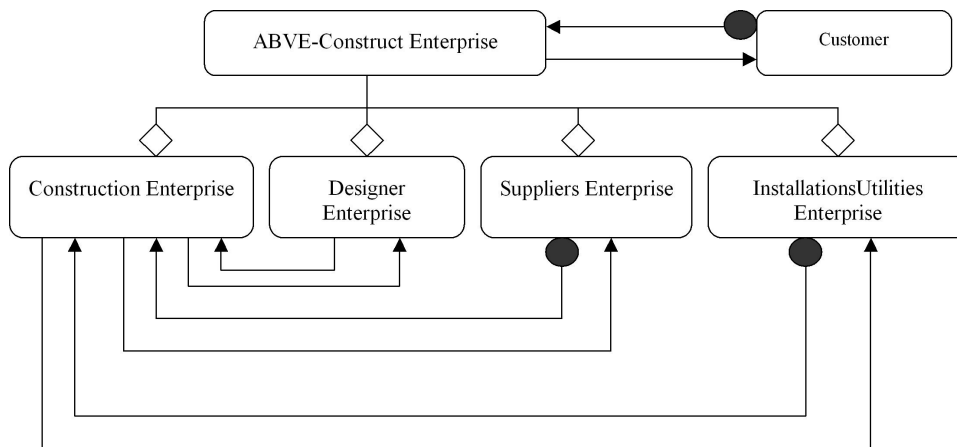 ABVE-Construct Enterprise
Customer
Construction Enterprise
Designer
Enterprise
Suppliers Enterprise
InstallationsUtilities
Enterprise